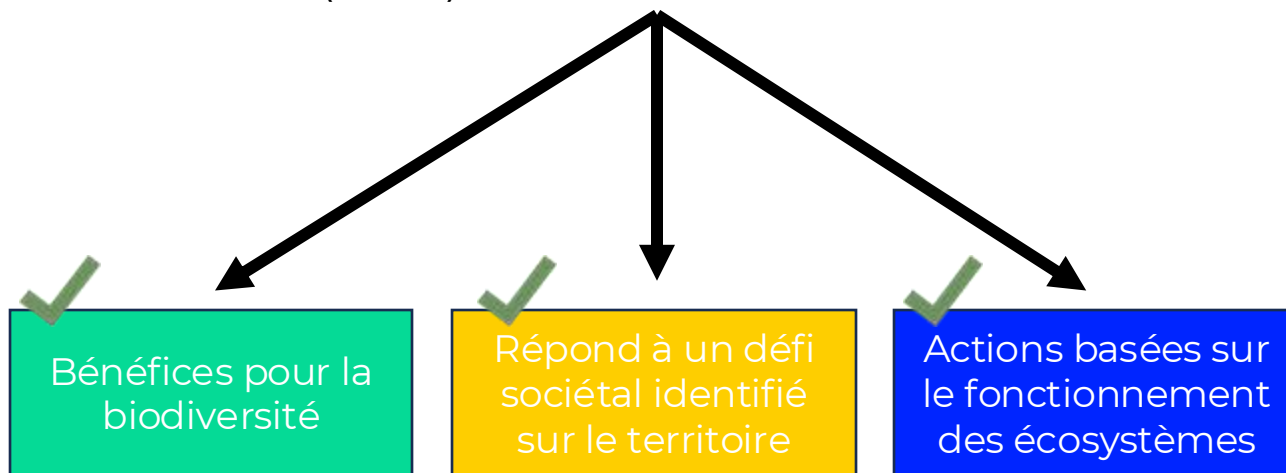 Bénéfices pour la
biodiversité
Répond à un défi
sociétal identifié
sur le territoire
Actions basées sur
le fonctionnement
des écosystèmes